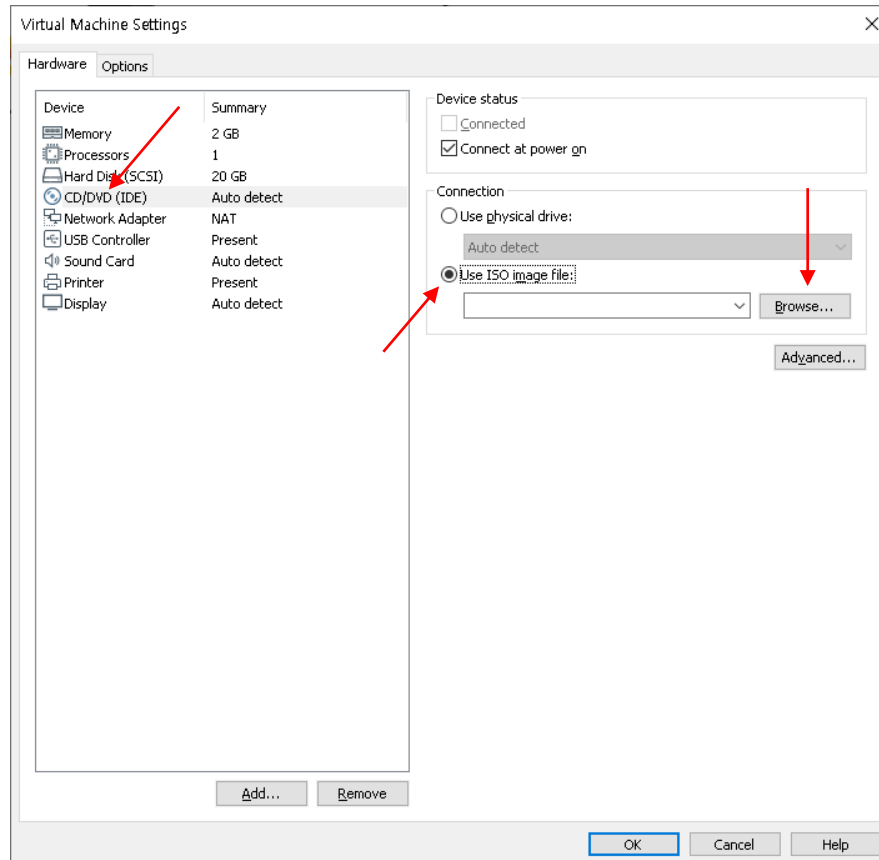 Virtual Machine Settings
Hardware Options
Device Summary
Memory 2 GB
Processors 1
Hard Disk (SCSI) 20 GB
CD/DVD (IDE) Auto detect
Network Adapter NAT
USB Controller Present
Sound Card Auto detect
Printer Present
Display Auto detect
Add... Remove
Device status
Connected
Connect at power on
Connection
Use physical drive:
Auto detect
Use ISO image file:
Browse...
Advanced...
OK Cancel Help